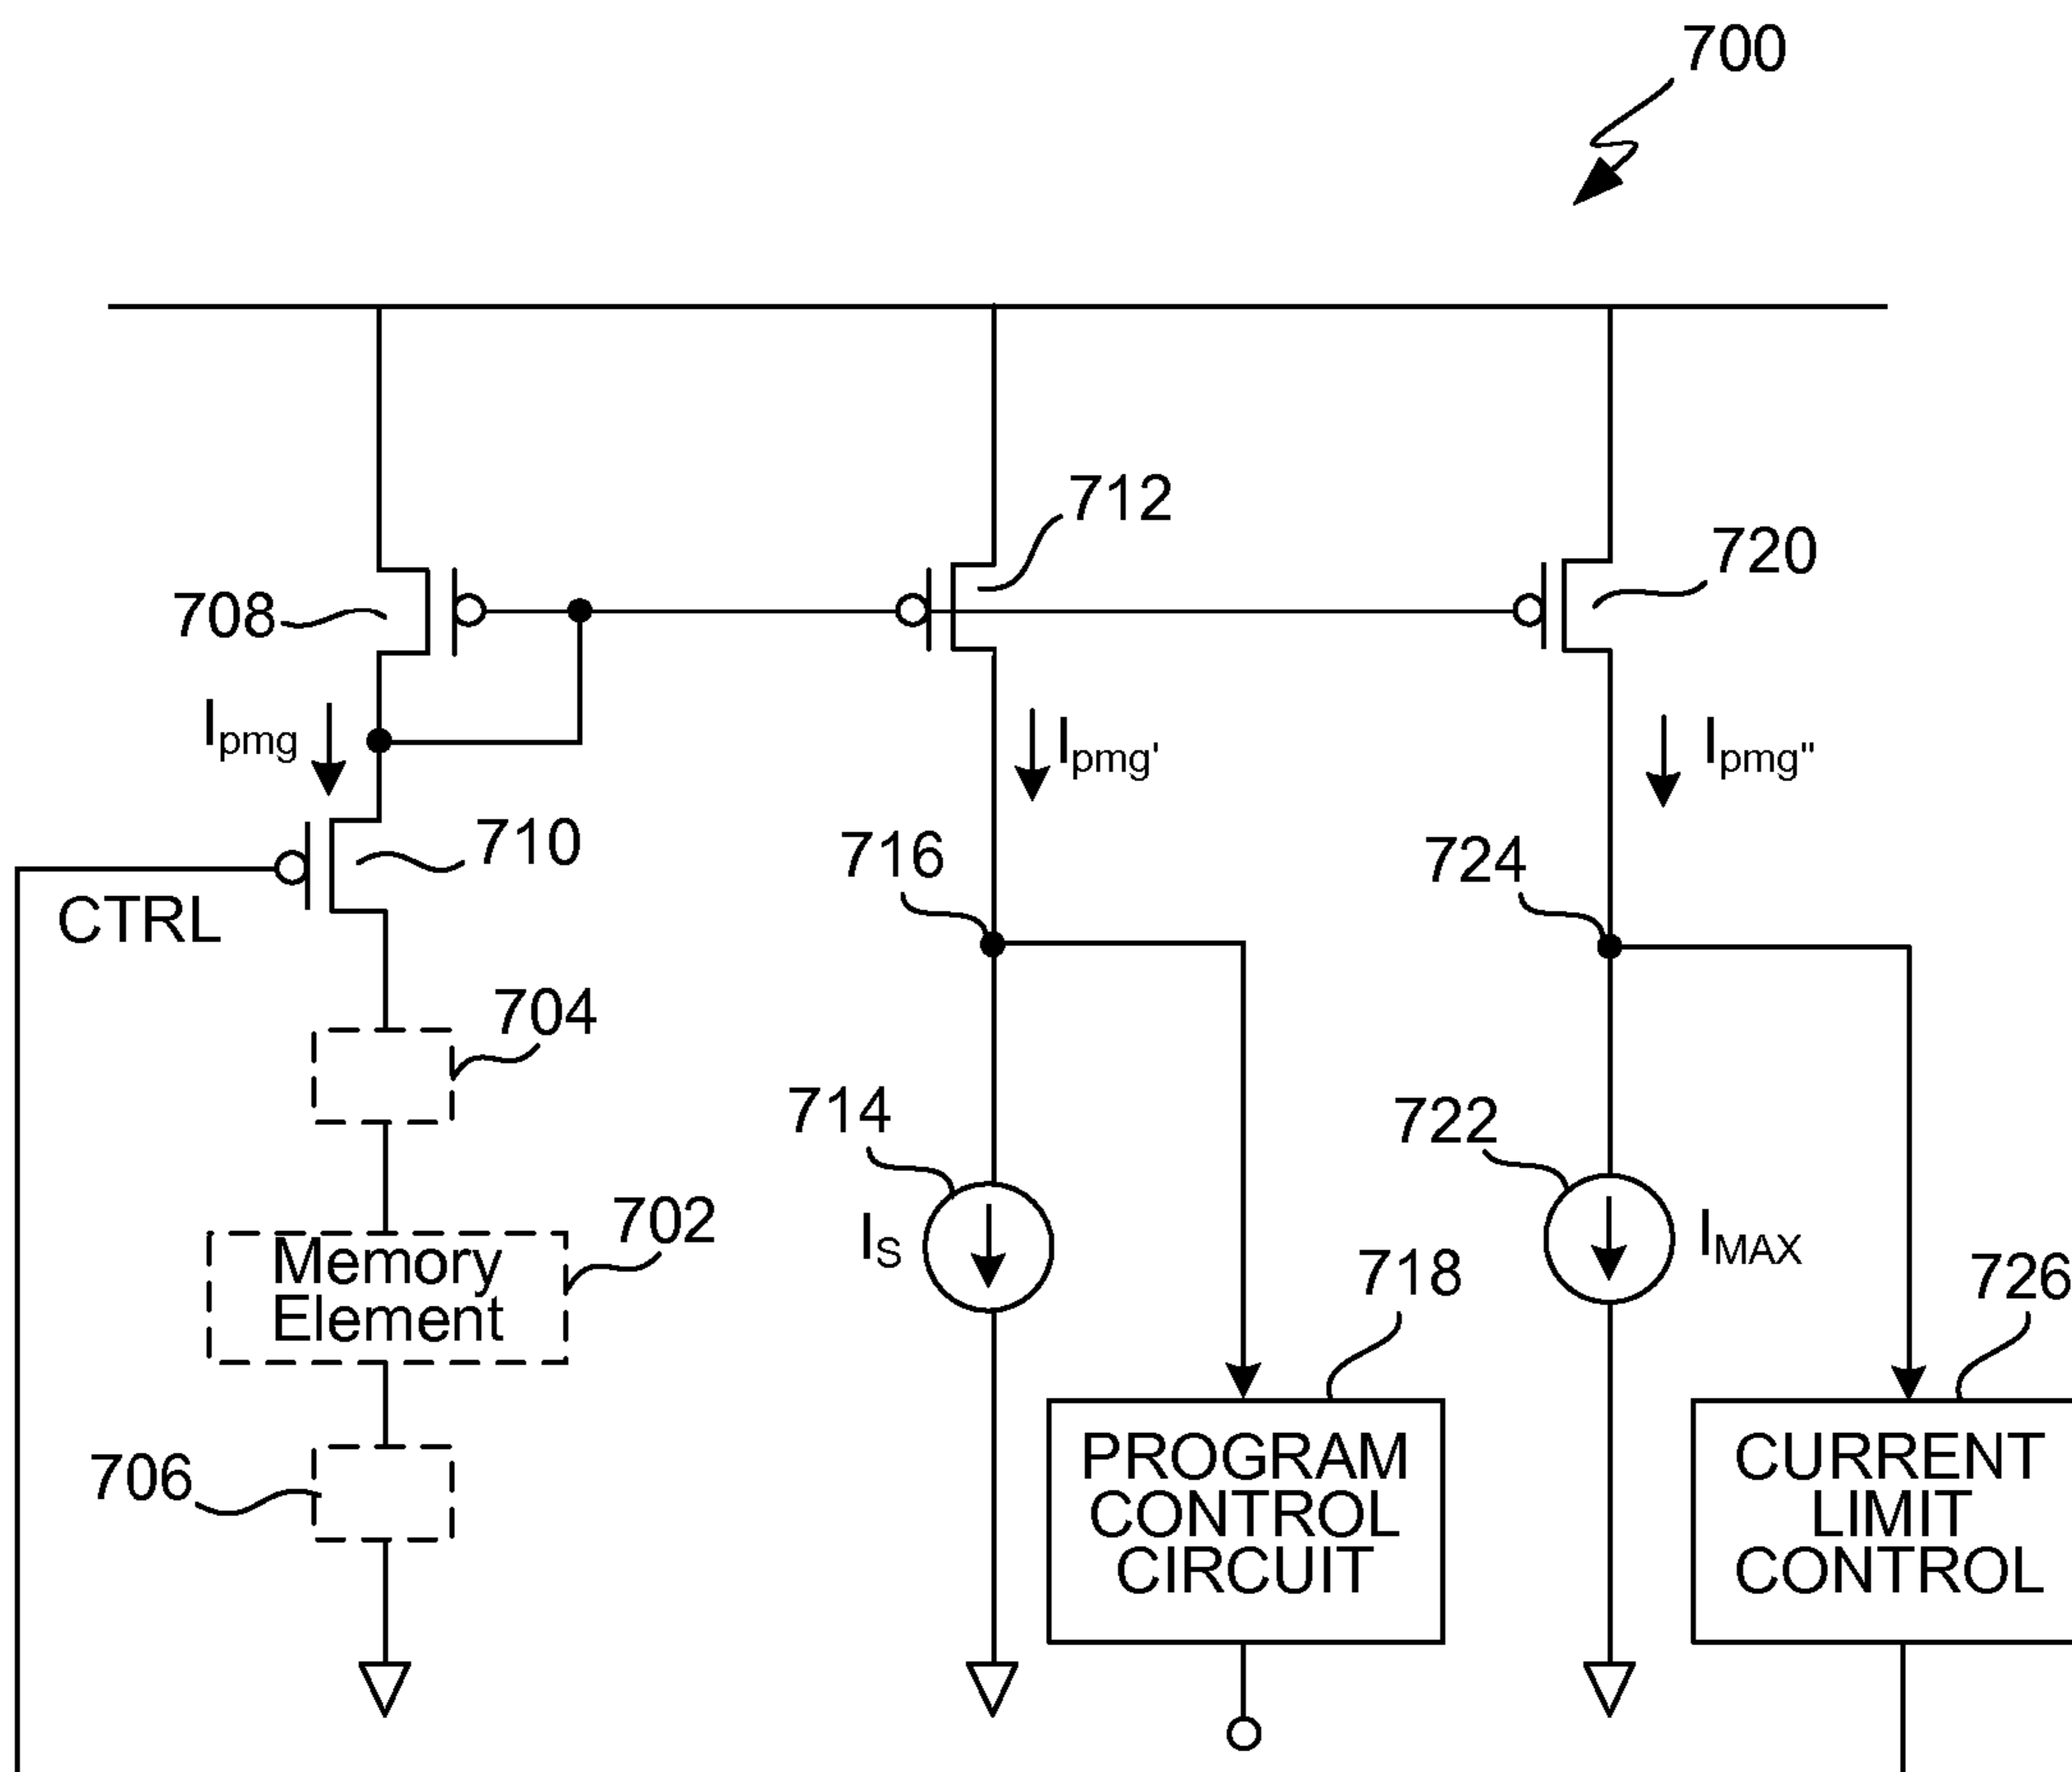 700
712
720
708
Ipmg
Ipmg'
Ipmg"
710
716
724
CTRL
704
714
722
702
Memory
Element
IS
IMAX
718
726
706
PROGRAM
CONTROL
CIRCUIT
CURRENT
LIMIT
CONTROL